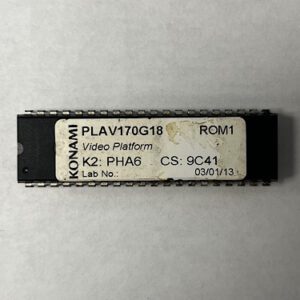 KONAMI
PLAV170G18 ROM1
Video Platform
K2: PHA6 CS: 9C41
Lab No.: 03/01/13